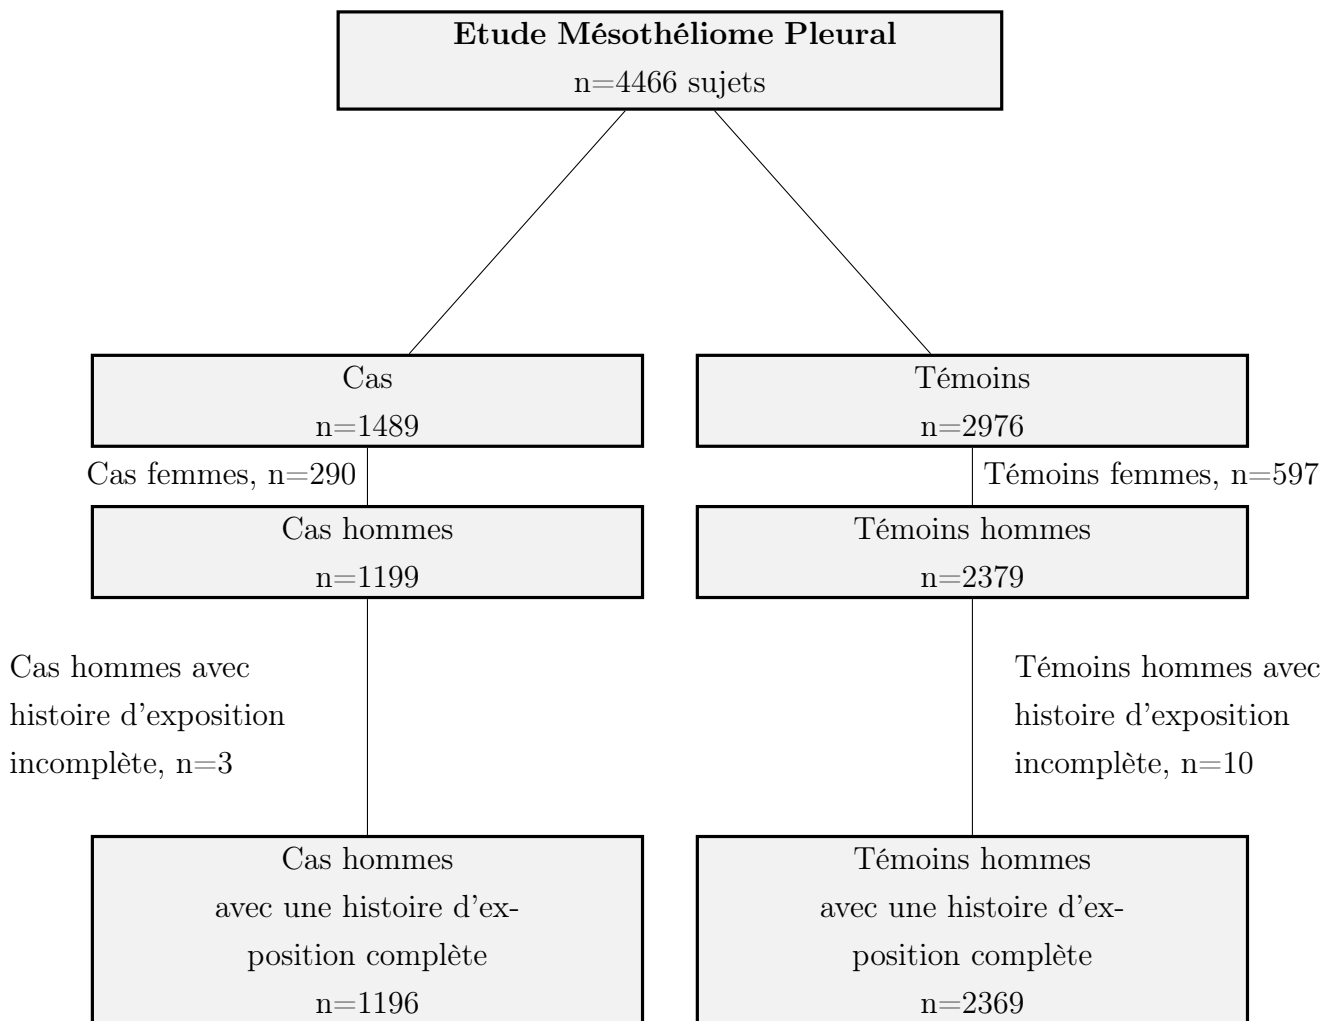 Etude Mésothéliome Pleural
n=4466 sujets
Cas
n=1489
Témoins
n=2976
Cas femmes, n=290
Témoins femmes, n=597
Cas hommes
n=1199
Témoins hommes
n=2379
Cas hommes avec
histoire d'exposition
incomplète, n=3
Témoins hommes avec
histoire d'exposition
incomplète, n=10
Cas hommes
avec une histoire d'ex-
position complète
n=1196
Témoins hommes
avec une histoire d'ex-
position complète
n=2369